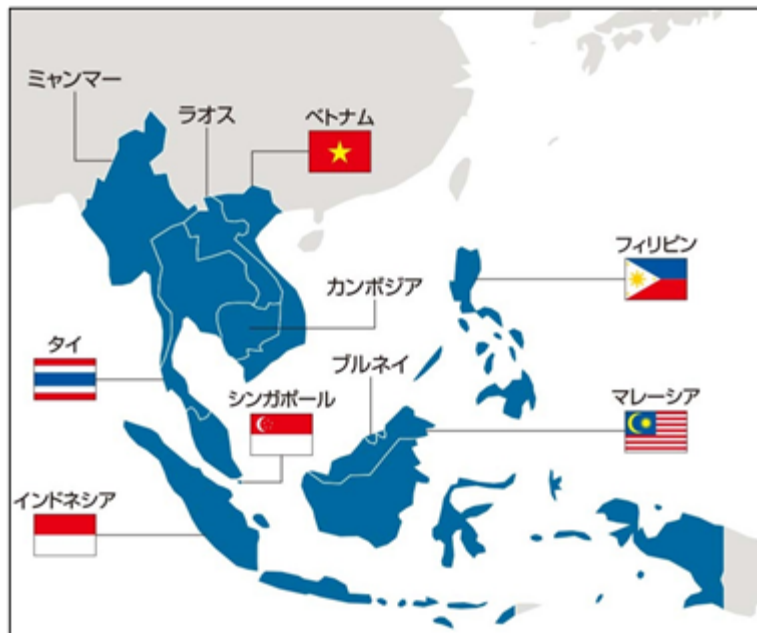 ミャンマー
ラオス
ベトナム
フィリピン
カンボジア
タイ
ブルネイ
シンガポール
マレーシア
インドネシア